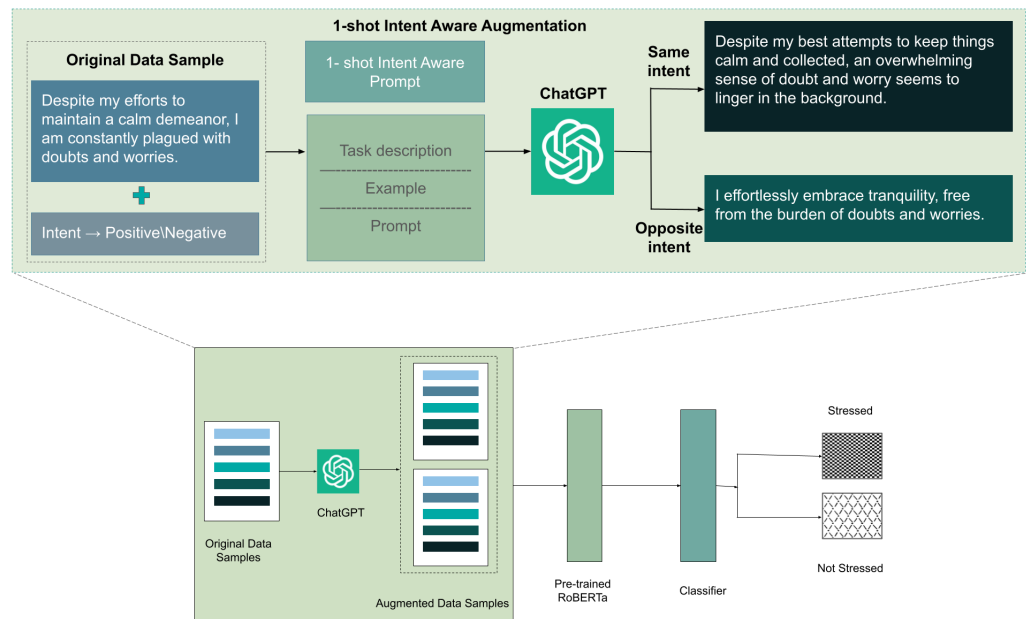 1-shot Intent Aware Augmentation
Original Data Sample
Despite my efforts to
maintain a calm demeanor, I
am constantly plagued with
doubts and worries.
Intent → Positive\Negative
1- shot Intent Aware
Prompt
Task description
Example
Prompt
ChatGPT
Same
intent
Despite my best attempts to keep things
calm and collected, an overwhelming
sense of doubt and worry seems to
linger in the background.
Opposite
intent
I effortlessly embrace tranquility, free
from the burden of doubts and worries.
Original Data
Samples
ChatGPT
Augmented Data Samples
Pre-trained
RoBERTa
Classifier
Stressed
Not Stressed